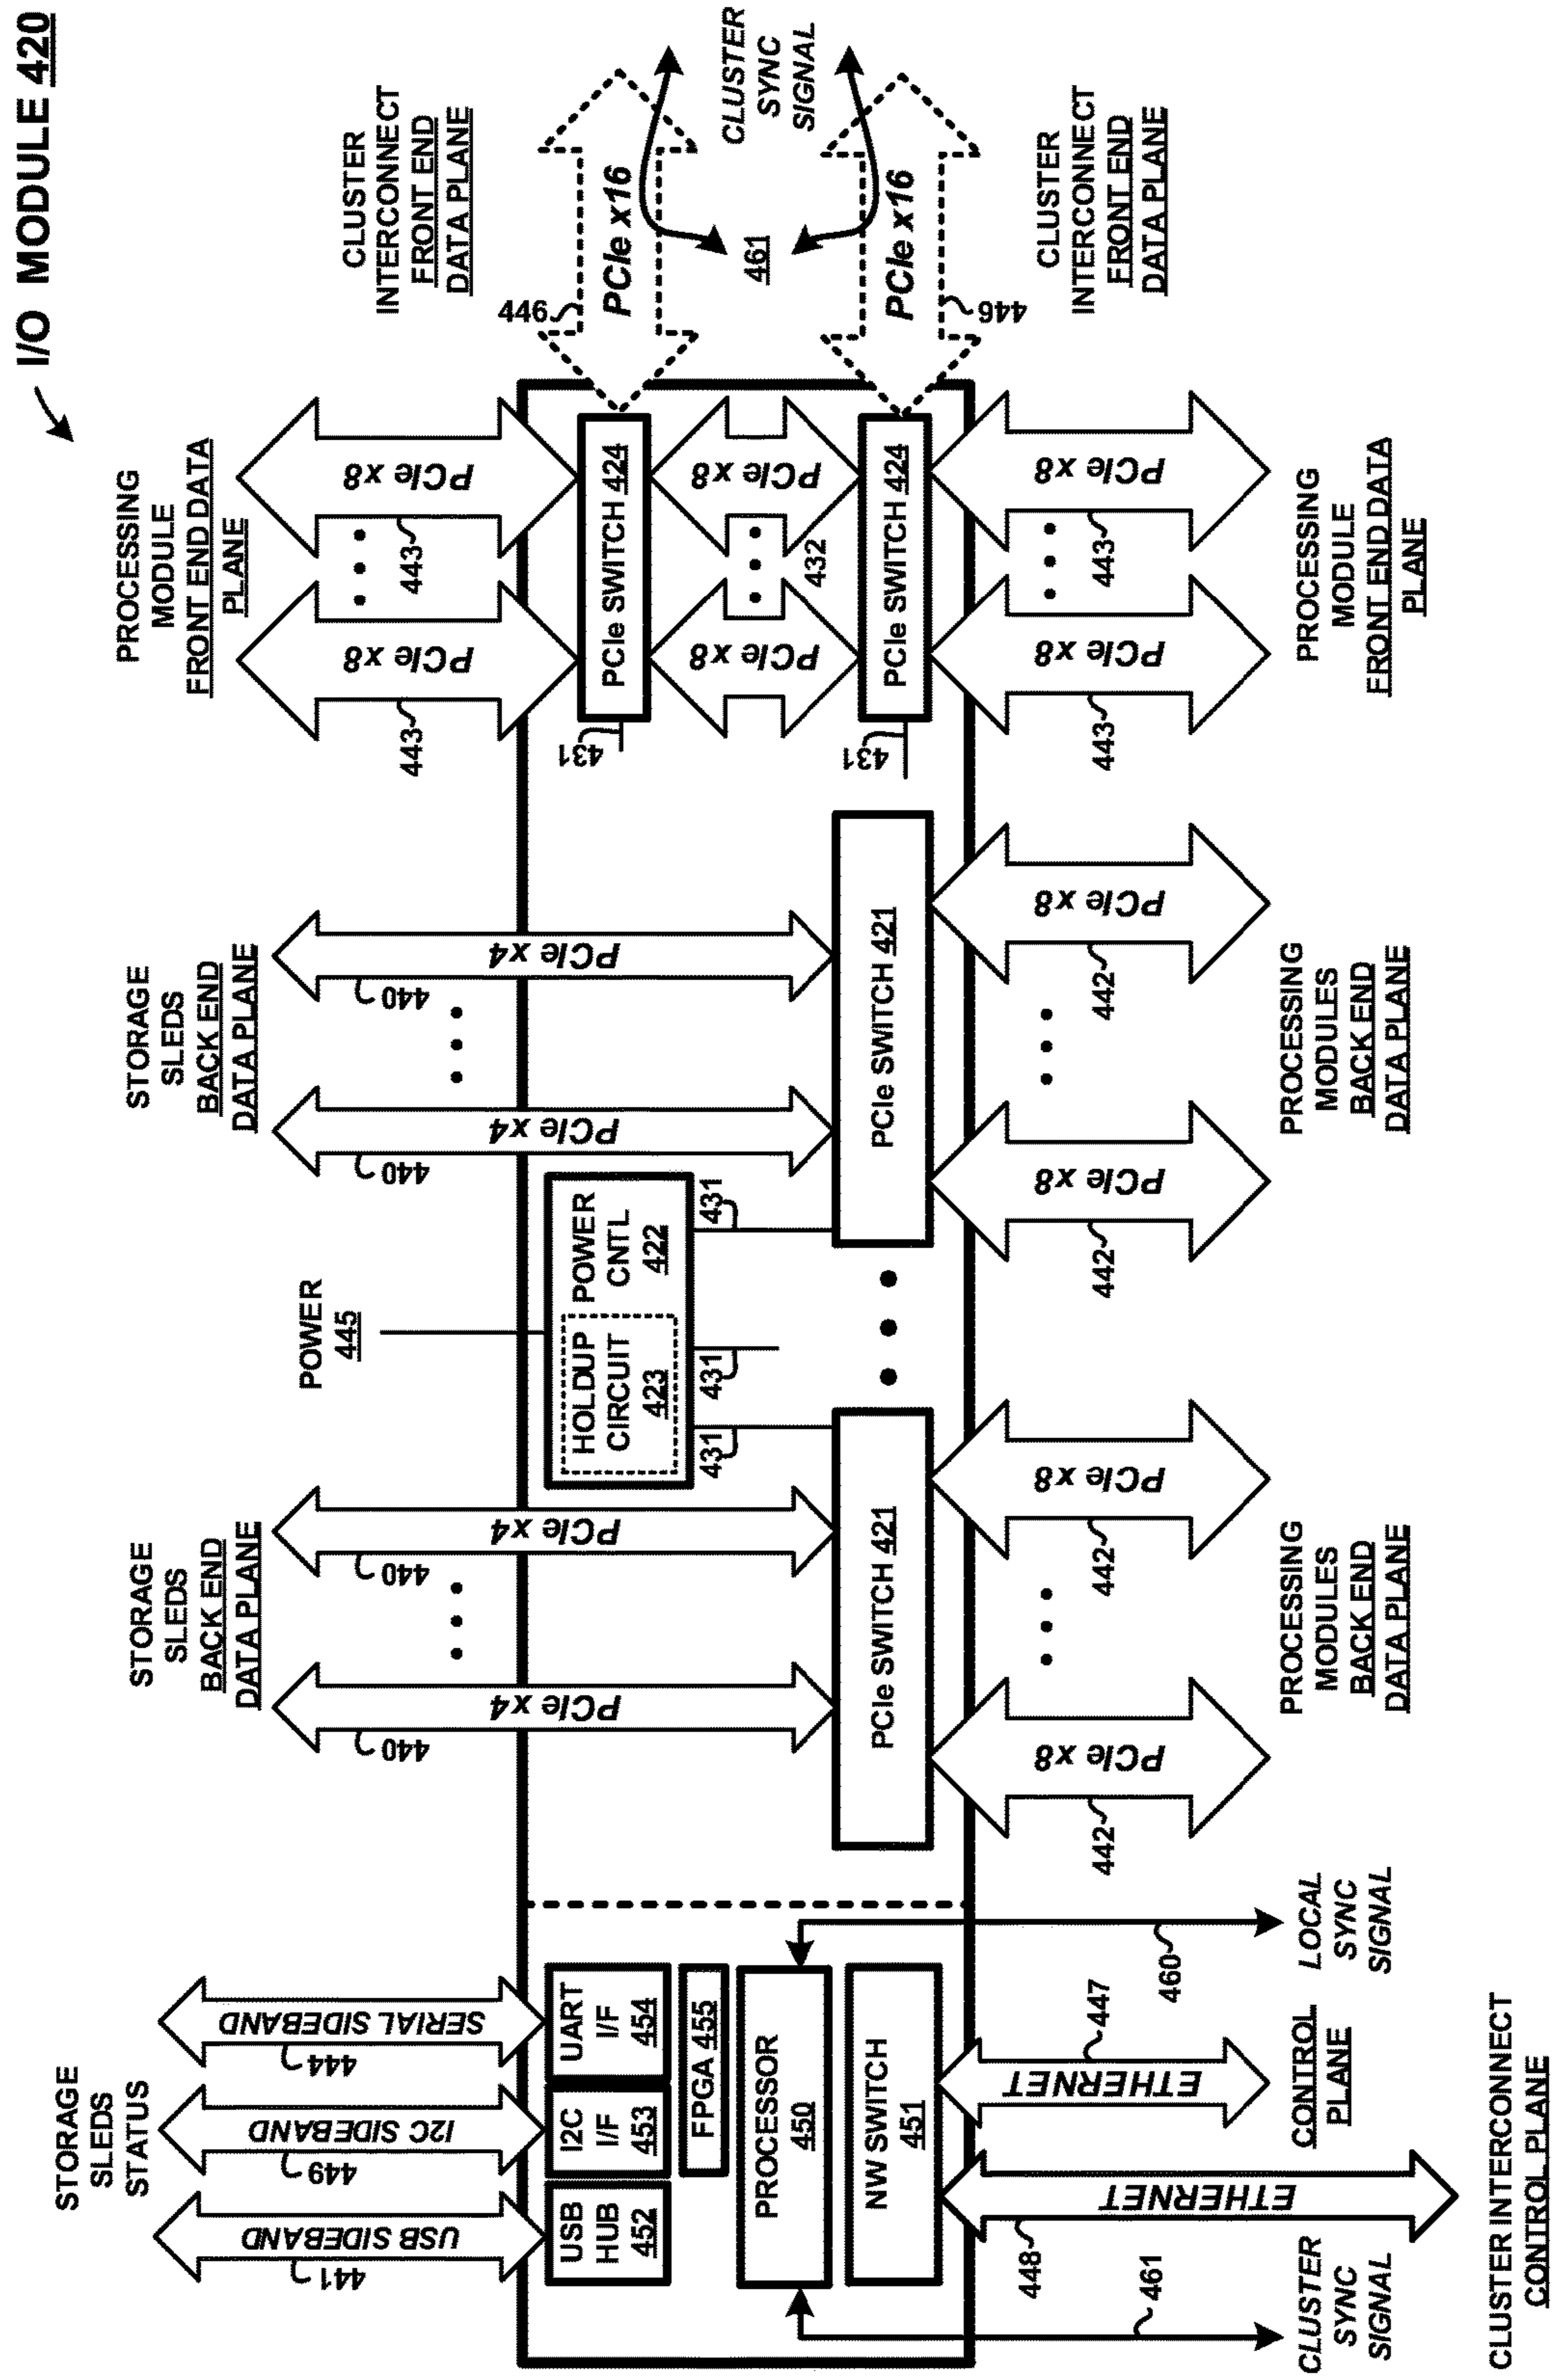 I/O MODULE 420
STORAGE
SLEDS
STATUS
USB SIDEBAND
441
I2C SIDEBAND
449
SERIAL SIDEBAND
444
USB
HUB
452
I2C
I/F
453
UART
I/F
454
FPGA 455
PROCESSOR
450
NW SWITCH
451
CLUSTER
SYNC
SIGNAL
461
ETHERNET
448
CLUSTER INTERCONNECT
CONTROL PLANE
ETHERNET
447
CONTROL
PLANE
LOCAL
SYNC
SIGNAL
460
STORAGE
SLEDS
BACK END
DATA PLANE
PCIe x4
440
PCIe x4
440
PCIe SWITCH 421
PCIe x8
442
PCIe x8
442
PROCESSING
MODULES
BACK END
DATA PLANE
POWER
445
HOLDUP
CIRCUIT
423
POWER
CNTL
422
431
431
431
STORAGE
SLEDS
BACK END
DATA PLANE
PCIe x4
440
PCIe x4
440
PCIe SWITCH 421
PCIe x8
442
PCIe x8
442
PROCESSING
MODULES
BACK END
DATA PLANE
PROCESSING
MODULE
FRONT END DATA
PLANE
PCIe x8
443
PCIe x8
443
PCIe SWITCH 424
431
PCIe x8
PCIe x8
432
PCIe SWITCH 424
431
PCIe x8
443
PCIe x8
443
PROCESSING
MODULE
FRONT END DATA
PLANE
CLUSTER
INTERCONNECT
FRONT END
DATA PLANE
446
PCIe x16
CLUSTER
SYNC
SIGNAL
461
PCIe x16
446
CLUSTER
INTERCONNECT
FRONT END
DATA PLANE